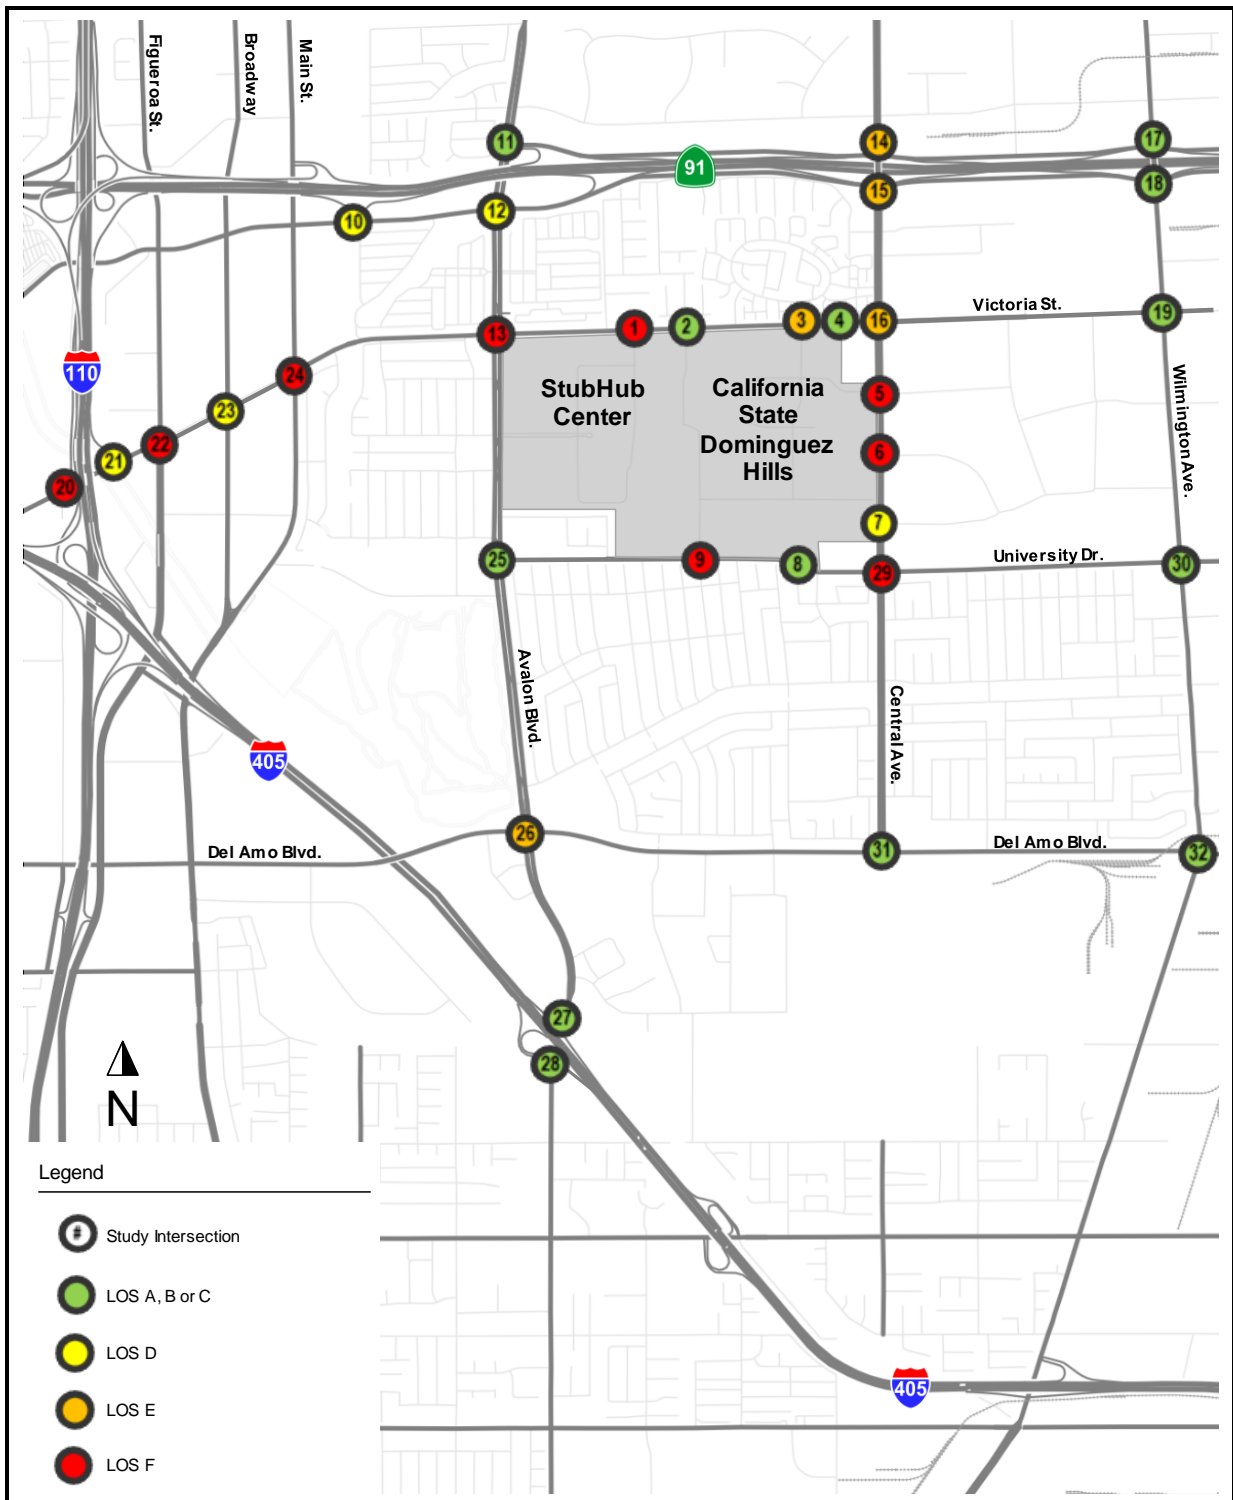 Figueroa St.
Broadway
Main St.
11
14
17
91
15
18
10
12
Victoria St.
19
13
1
2
3
4
16
110
24
StubHub
Center
California
State
Dominguez
Hills
5
Wilmington Ave.
23
22
21
6
20
7
25
9
8
29
University Dr.
30
Avalon Blvd.
Central Ave.
405
26
Del Amo Blvd.
31
Del Amo Blvd.
32
27
28
N
Legend
# Study Intersection
LOS A, B or C
LOS D
LOS E
405
LOS F